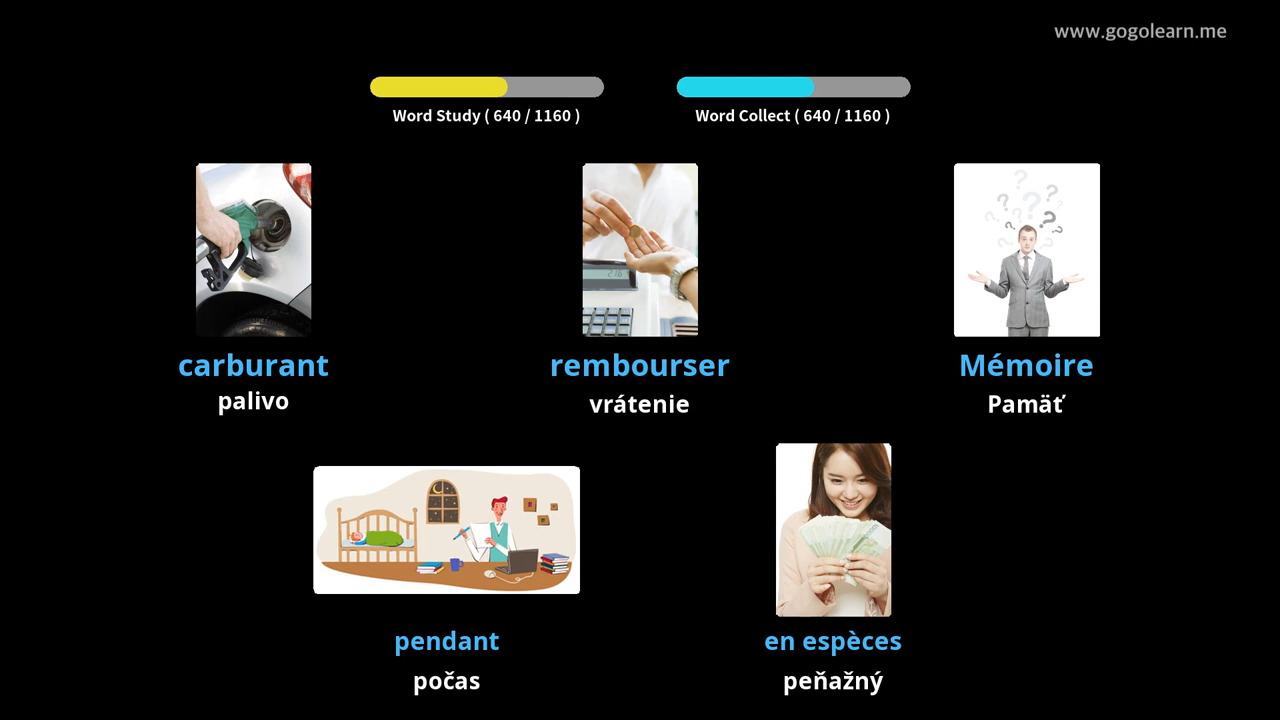 www.gogolearn.me
Word Study ( 640 / 1160 )
Word Collect ( 640 / 1160 )
carburant
palivo
rembourser
vrátenie
Mémoire
Pamäť
pendant
počas
en espèces
peňažný